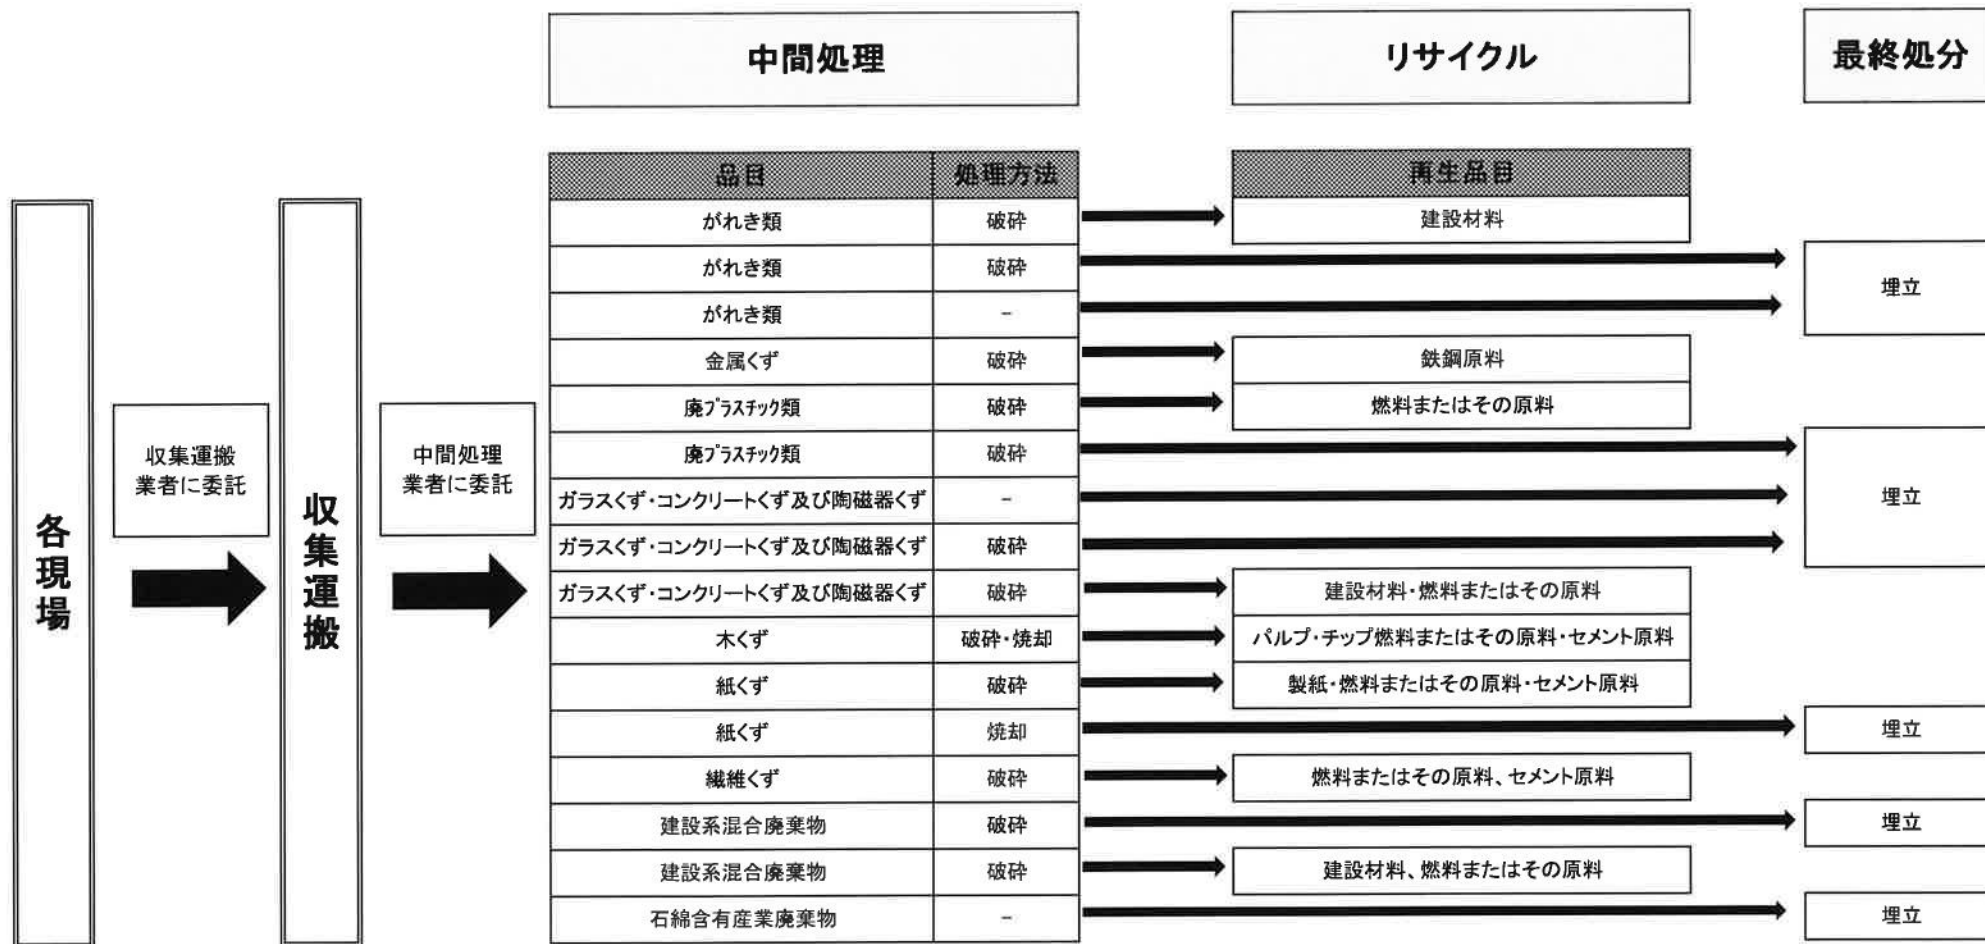 中間処理
リサイクル
最終処分
品目 処理方法
再生品目
各現場
収集運搬
業者に委託
収集運搬
中間処理
業者に委託
がれき類 破砕 建設材料
がれき類 破砕
がれき類 -
埋立
金属くず 破砕 鉄鋼原料
廃プラスチック類 破砕 燃料またはその原料
廃プラスチック類 破砕
ガラスくず・コンクリートくず及び陶磁器くず -
埋立
ガラスくず・コンクリートくず及び陶磁器くず 破砕
ガラスくず・コンクリートくず及び陶磁器くず 破砕 建設材料・燃料またはその原料
木くず 破砕・焼却 パルプ・チップ燃料またはその原料・セメント原料
紙くず 破砕 製紙・燃料またはその原料・セメント原料
紙くず 焼却 埋立
繊維くず 破砕 燃料またはその原料、セメント原料
建設系混合廃棄物 破砕 埋立
建設系混合廃棄物 破砕 建設材料、燃料またはその原料
石綿含有産業廃棄物 - 埋立